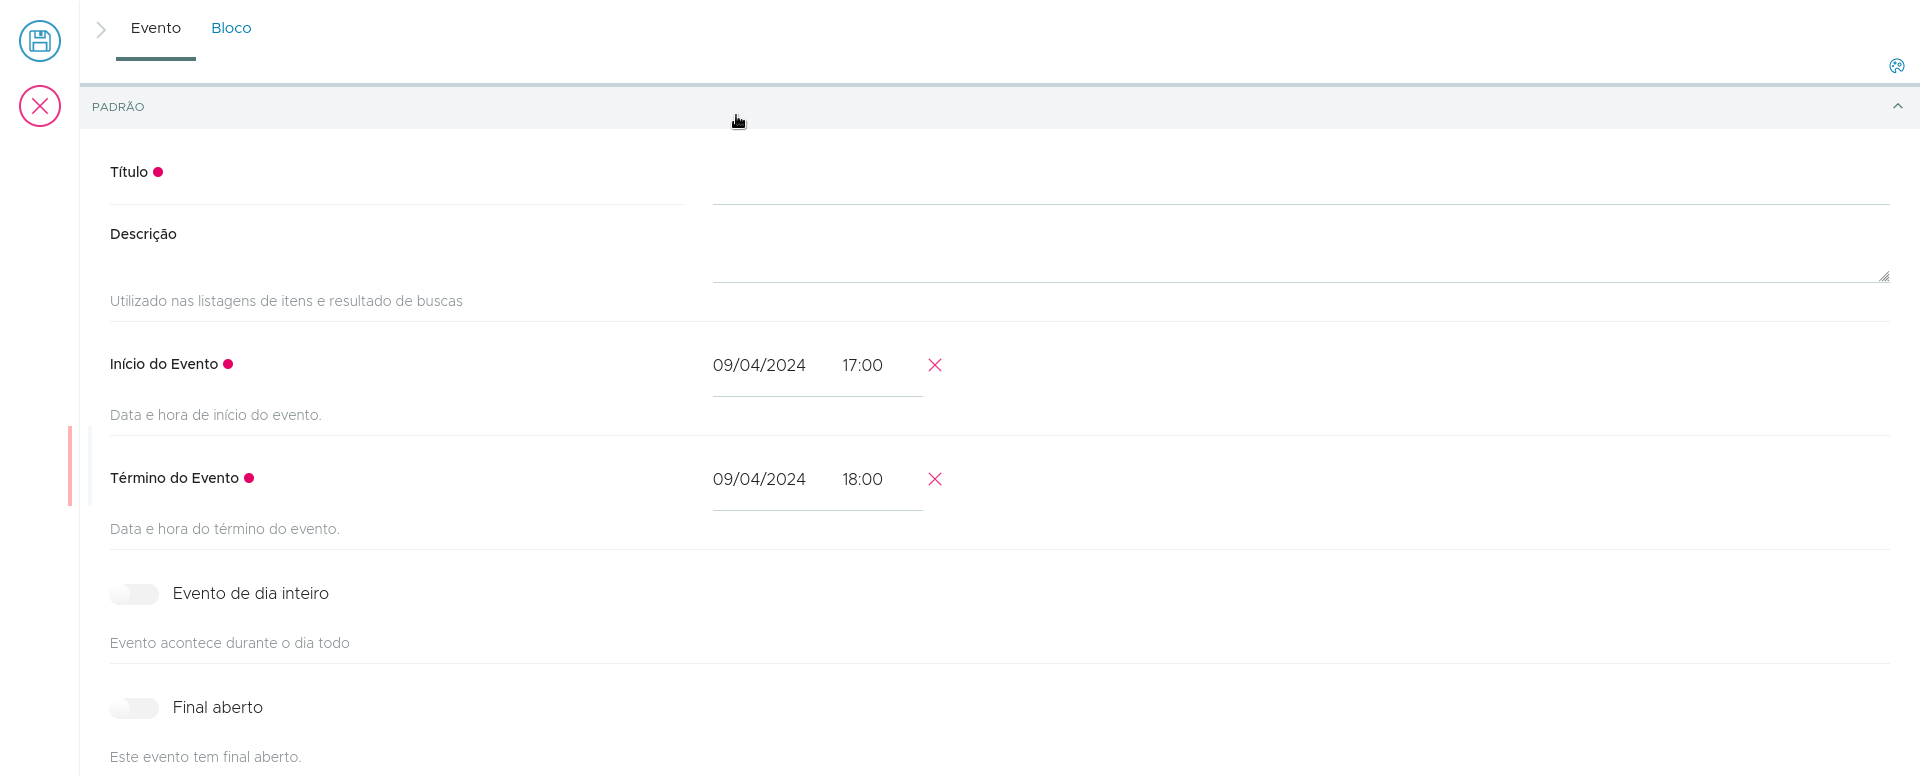 Evento Bloco
PADRÃO
Título
Descrição
Utilizado nas listagens de itens e resultado de buscas
Início do Evento
09/04/2024 17:00
Data e hora de início do evento.
Término do Evento
09/04/2024 18:00
Data e hora do término do evento.
Evento de dia inteiro
Evento acontece durante o dia todo
Final aberto
Este evento tem final aberto.